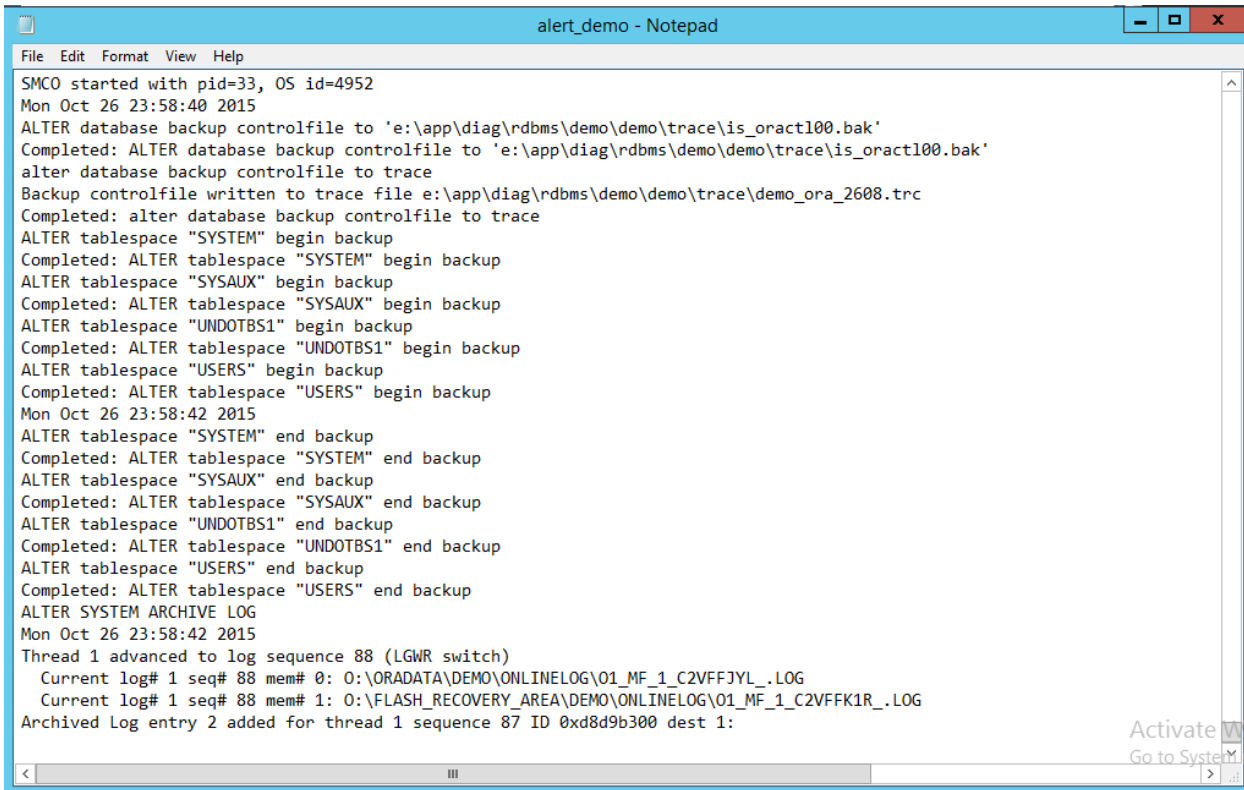 alert_demo - Notepad
File Edit Format View Help
SMCO started with pid=33, OS id=4952
Mon Oct 26 23:58:40 2015
ALTER database backup controlfile to 'e:\app\diag\rdbms\demo\demo\trace\is_oractl00.bak'
Completed: ALTER database backup controlfile to 'e:\app\diag\rdbms\demo\demo\trace\is_oractl00.bak'
alter database backup controlfile to trace
Backup controlfile written to trace file e:\app\diag\rdbms\demo\demo\trace\demo_ora_2608.trc
Completed: alter database backup controlfile to trace
ALTER tablespace "SYSTEM" begin backup
Completed: ALTER tablespace "SYSTEM" begin backup
ALTER tablespace "SYSAUX" begin backup
Completed: ALTER tablespace "SYSAUX" begin backup
ALTER tablespace "UNDOTBS1" begin backup
Completed: ALTER tablespace "UNDOTBS1" begin backup
ALTER tablespace "USERS" begin backup
Completed: ALTER tablespace "USERS" begin backup
Mon Oct 26 23:58:42 2015
ALTER tablespace "SYSTEM" end backup
Completed: ALTER tablespace "SYSTEM" end backup
ALTER tablespace "SYSAUX" end backup
Completed: ALTER tablespace "SYSAUX" end backup
ALTER tablespace "UNDOTBS1" end backup
Completed: ALTER tablespace "UNDOTBS1" end backup
ALTER tablespace "USERS" end backup
Completed: ALTER tablespace "USERS" end backup
ALTER SYSTEM ARCHIVE LOG
Mon Oct 26 23:58:42 2015
Thread 1 advanced to log sequence 88 (LGWR switch)
Current log# 1 seq# 88 mem# 0: O:\ORADATA\DEMO\ONLINELOG\O1_MF_1_C2VFFJYL_.LOG
Current log# 1 seq# 88 mem# 1: O:\FLASH_RECOVERY_AREA\DEMO\ONLINELOG\O1_MF_1_C2VFFK1R_.LOG
Archived Log entry 2 added for thread 1 sequence 87 ID 0xd8d9b300 dest 1:
Activate W
Go to System